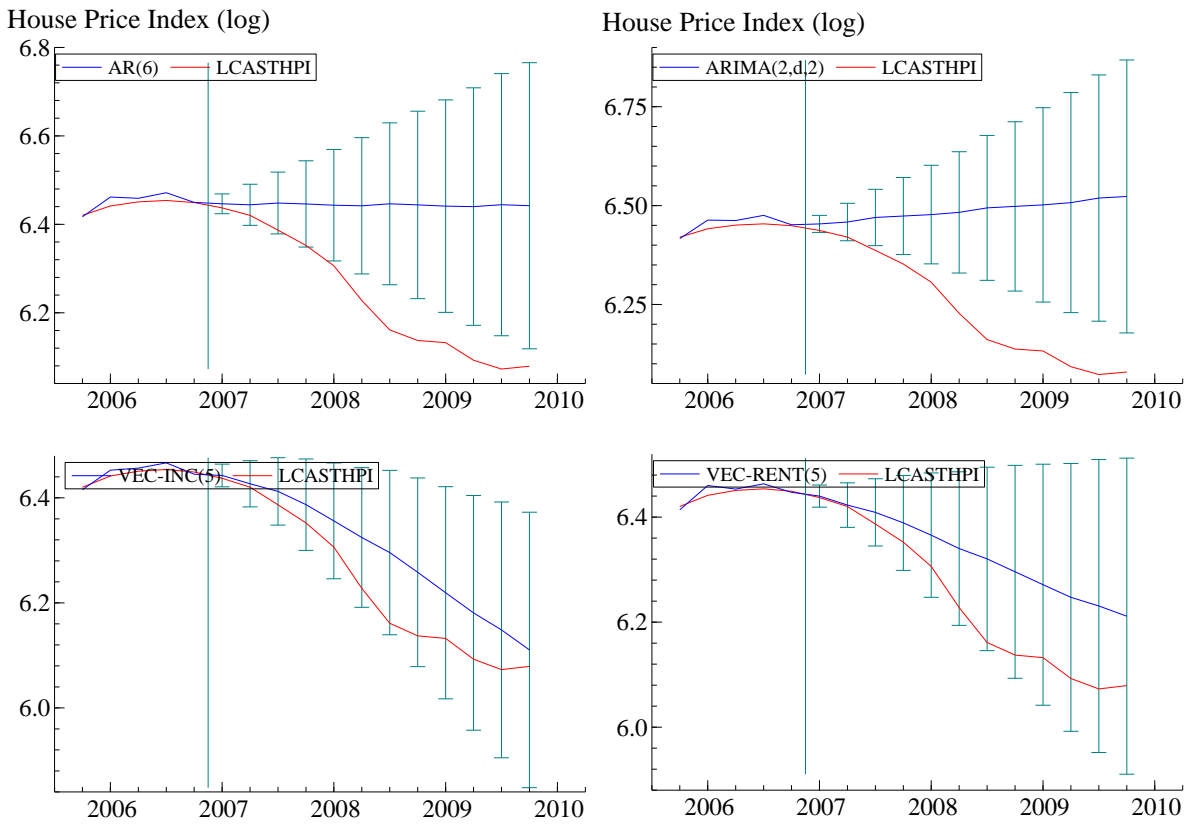 House Price Index (log)
House Price Index (log)
6.8
AR(6) LCASTHPI
6.6
6.4
6.2
2006 2007 2008 2009 2010
ARIMA(2,d,2) LCASTHPI
6.75
6.50
6.25
2006 2007 2008 2009 2010
VEC-INC(5) LCASTHPI
6.4
6.2
6.0
2006 2007 2008 2009 2010
VEC-RENT(5) LCASTHPI
6.4
6.2
6.0
2006 2007 2008 2009 2010